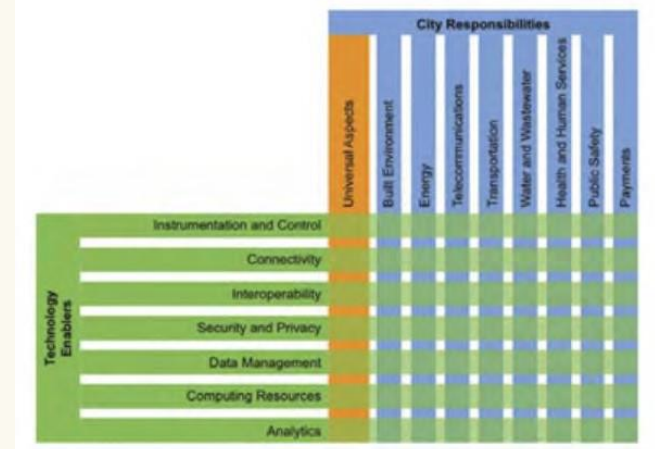 City Responsibilities
Universal Aspects
Built Environment
Energy
Telecommunications
Transportation
Water and Wastewater
Health and Human Services
Public Safety
Payments
Technology
Enablers
Instrumentation and Control
Connectivity
Interoperability
Security and Privacy
Data Management
Computing Resources
Analytics